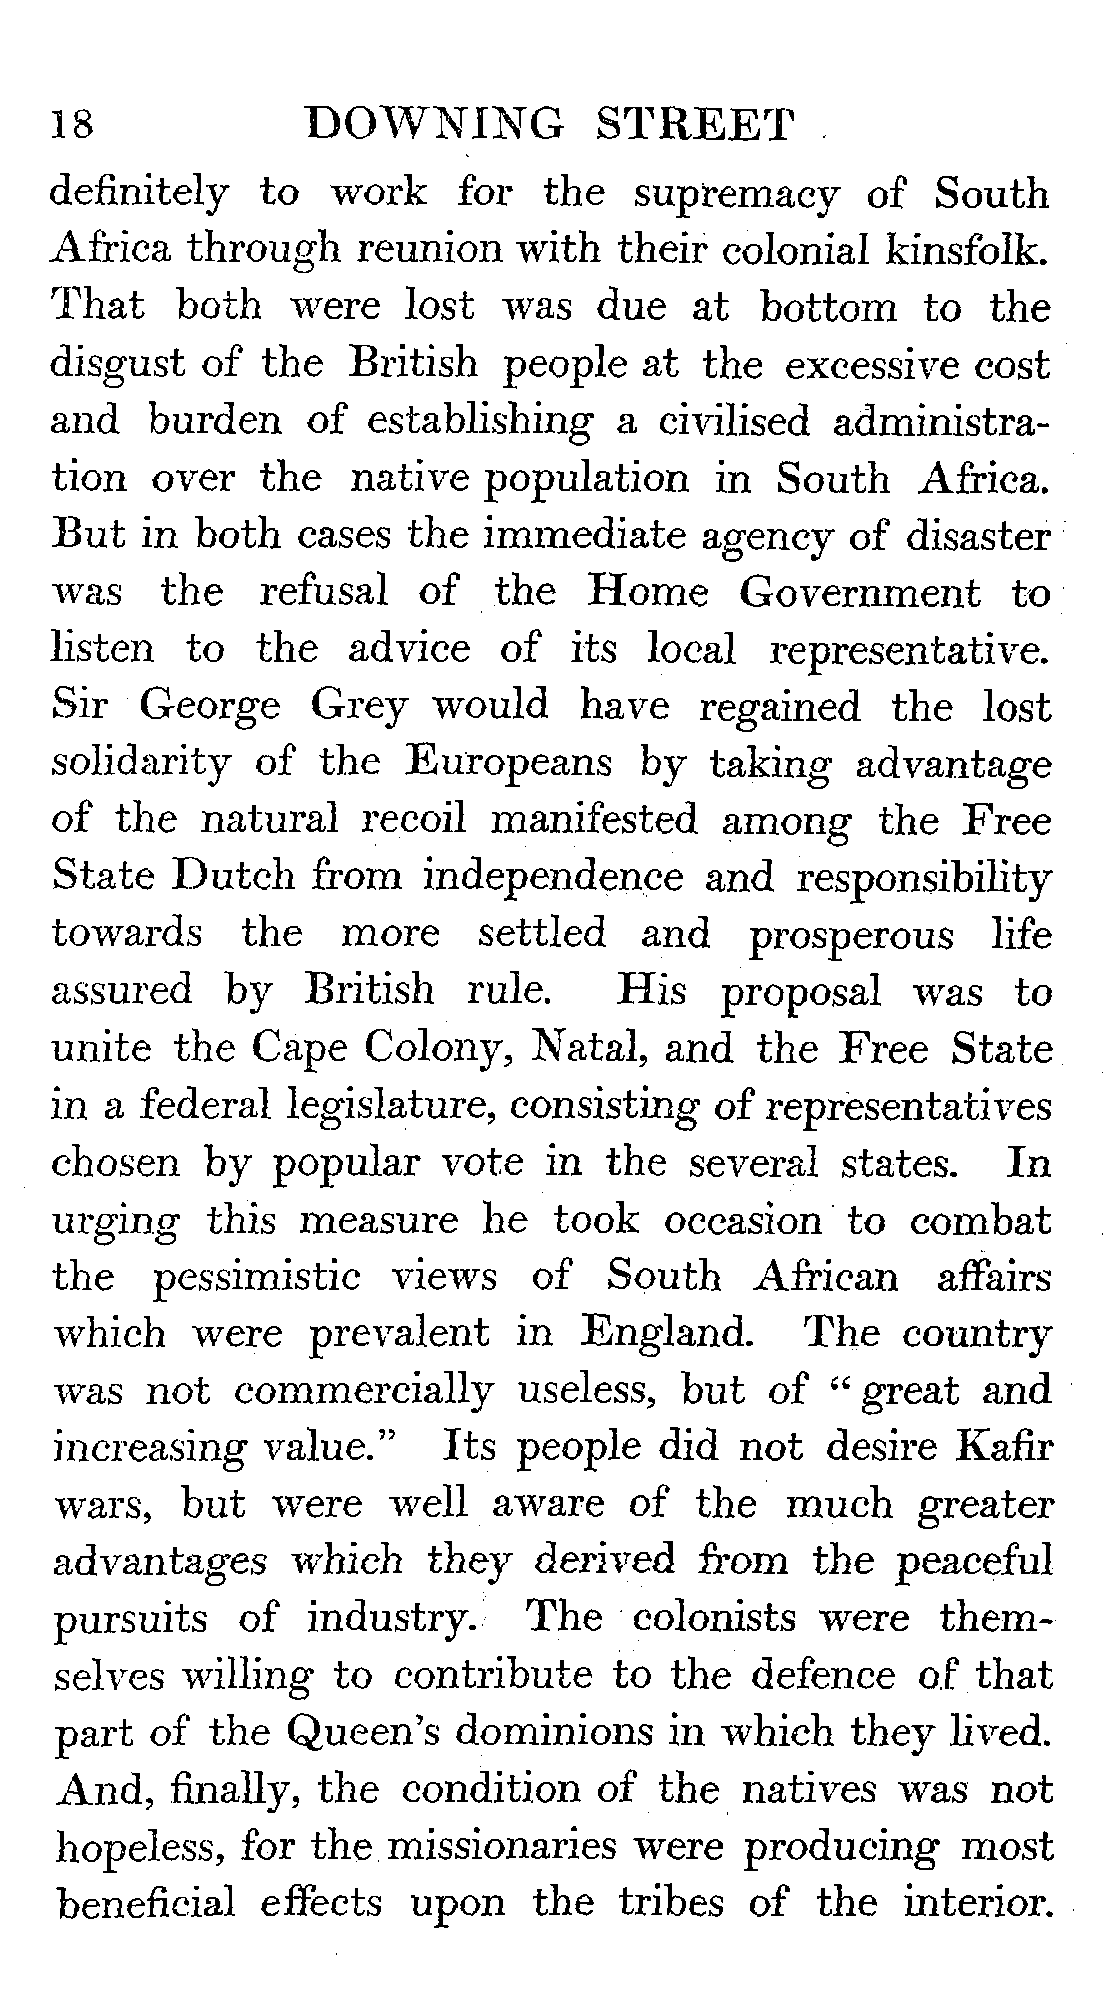 18 DOWNING STREET
definitely to work for the supremacy of South
Africa through reunion with their colonial kinsfolk.
That both were lost was due at bottom to the
disgust of the British people at the excessive cost
and burden of establishing a civilised administra-
tion over the native population in South Africa.
But in both cases the immediate agency of disaster
was the refusal of the Home Government to
listen to the advice of its local representative.
Sir George Grey would have regained the lost
solidarity of the Europeans by taking advantage
of the natural recoil manifested among the Free
State Dutch from independence and responsibility
towards the more settled and prosperous life
assured by British rule. His proposal was to
unite the Cape Colony, Natal, and the Free State
in a federal legislature, consisting of representatives
chosen by popular vote in the several states. In
urging this measure he took occasion to combat
the pessimistic views of South African affairs
which were prevalent in England. The country
was not commercially useless, but of “ great and
increasing value.” Its people did not desire Kafir
wars, but were well aware of the much greater
advantages which they derived from the peaceful
pursuits of industry. The colonists were them-
selves willing to contribute to the defence of that
part of the Queen's dominions in which they lived.
And, finally, the condition of the natives was not
hopeless, for the missionaries were producing most
beneficial effects upon the tribes of the interior.